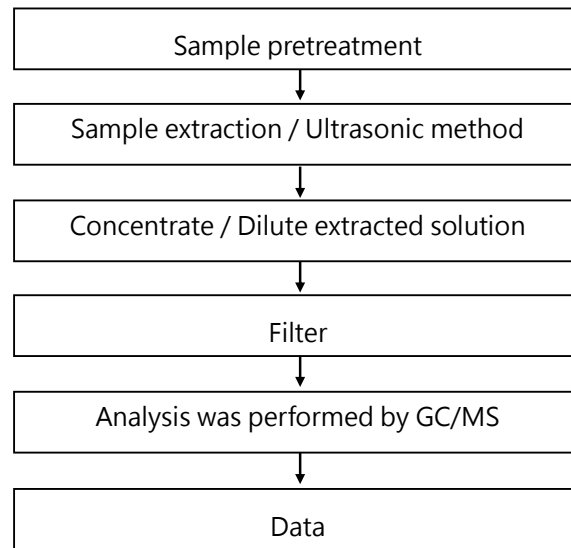 Sample pretreatment
Sample extraction / Ultrasonic method
Concentrate / Dilute extracted solution
Filter
Analysis was performed by GC/MS
Data